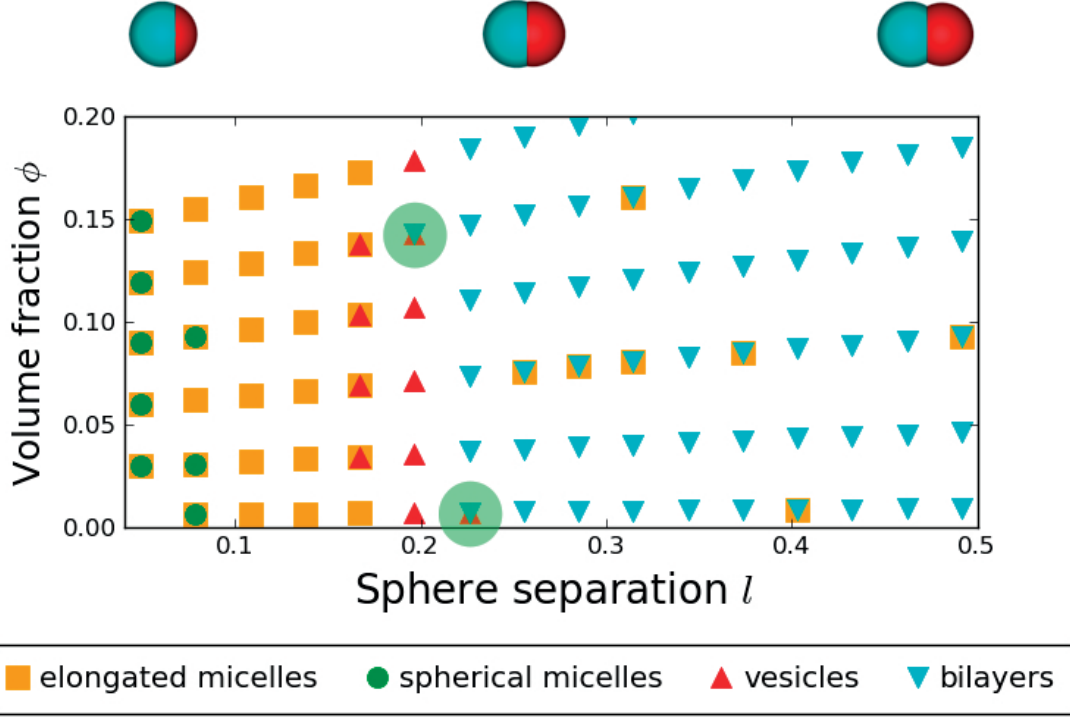 0.20
0.15
0.10
0.05
0.00
Volume fraction ϕ
0.1 0.2 0.3 0.4 0.5
Sphere separation l
elongated micelles spherical micelles vesicles bilayers